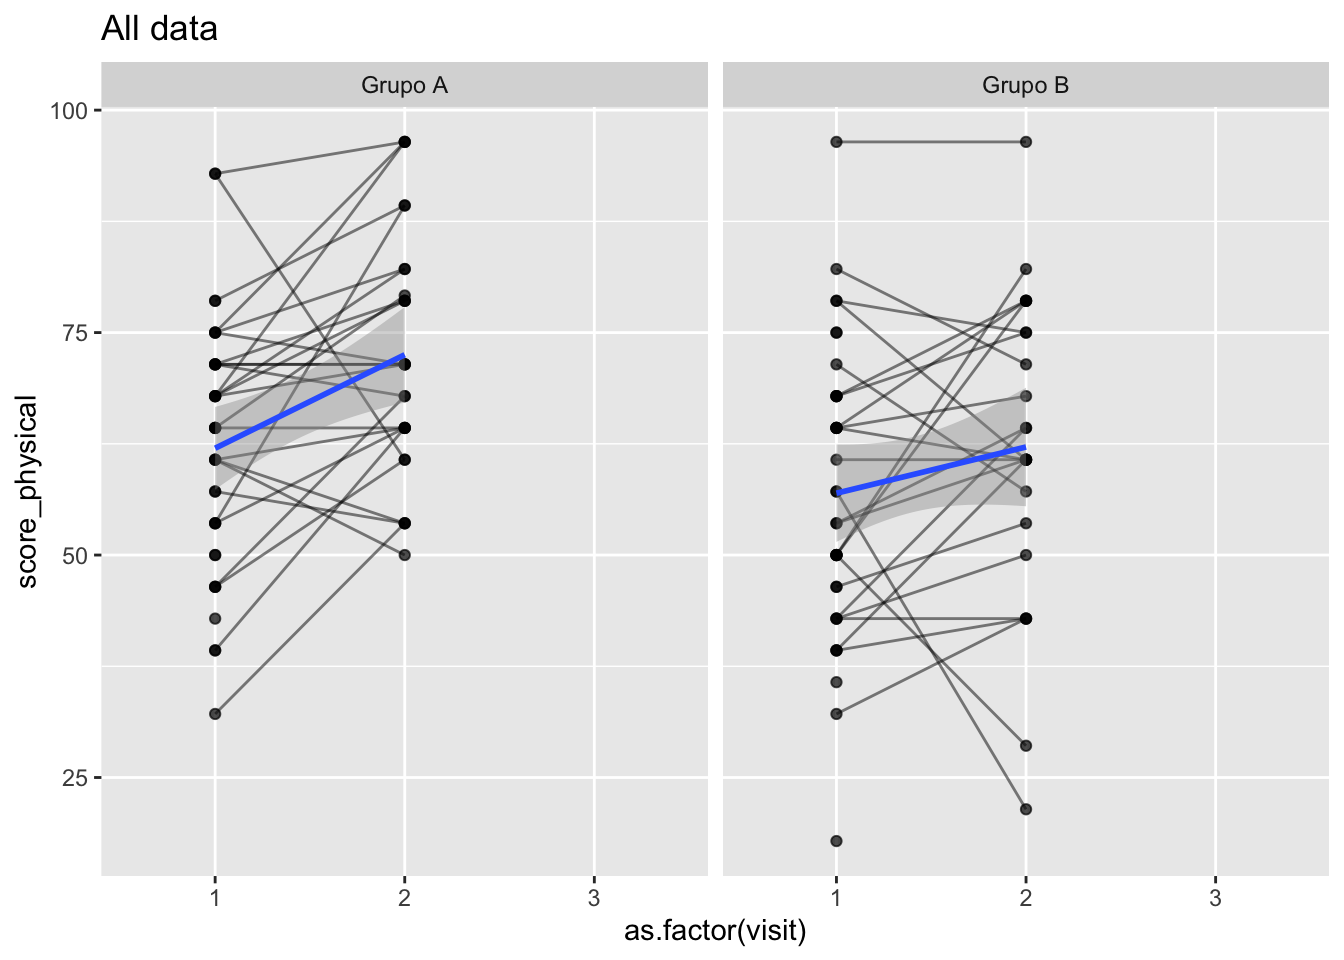 All data
Grupo A
Grupo B
score_physical
100
75
50
25
1
2
3
1
2
3
as.factor(visit)